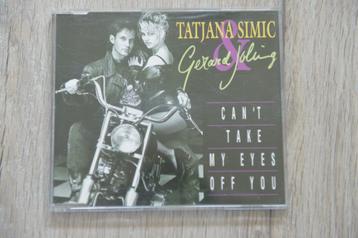 TATJANA SIMIC
&
Gerard Joling
CAN'T
TAKE
MY EYES
OFF YOU